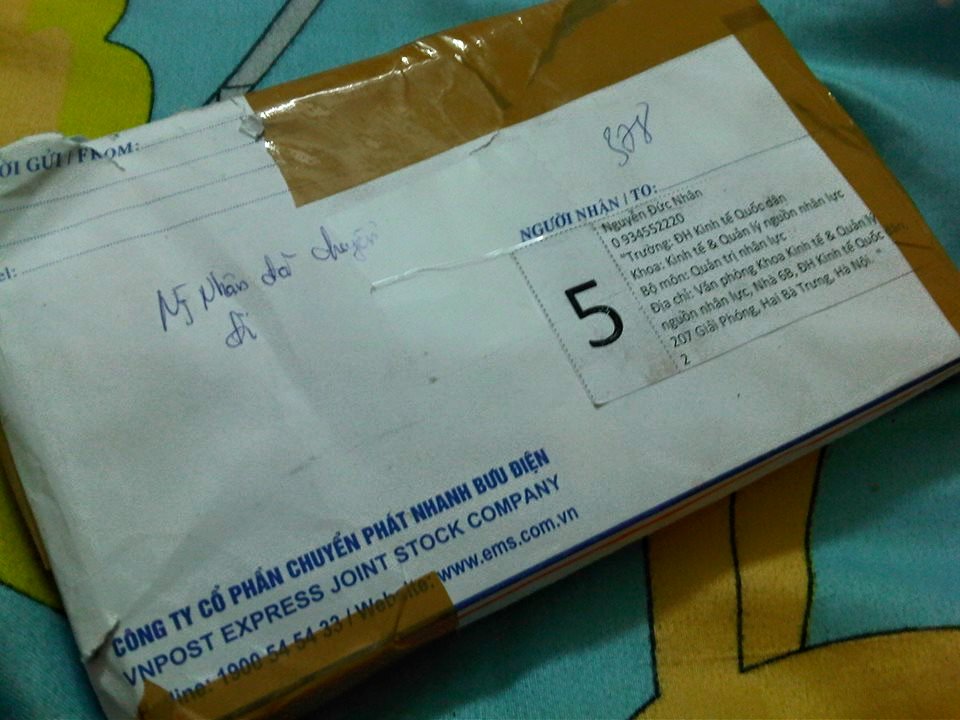 ỜI GỬI / FROM:
el:
Mỹ Nhân đã chuyển
đi
378
NGƯỜI NHẬN / TO:
5
Nguyễn Đức Nhân
0 934552220
"Trường: ĐH Kinh tế Quốc dân
Khoa: Kinh tế & Quản lý nguồn nhân lực
Bộ môn: Quản trị nhân lực
Địa chỉ: Văn phòng Khoa Kinh tế & Quản lý
nguồn nhân lực, Nhà 6B, ĐH Kinh tế Quốc dân,
207 Giải Phóng, Hai Bà Trưng, Hà Nội. "
2
CÔNG TY CỔ PHẦN CHUYỂN PHÁT NHANH BƯU ĐIỆN
VNPOST EXPRESS JOINT STOCK COMPANY
line: 1900 54 54 33 / Website: www.ems.com.vn